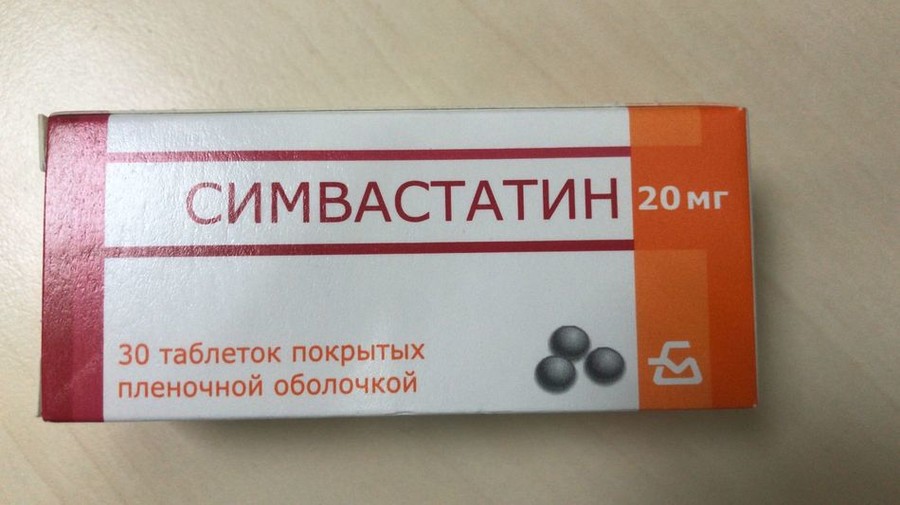 СИМВАСТАТИН 20 мг
30 таблеток покрытых
пленочной оболочкой